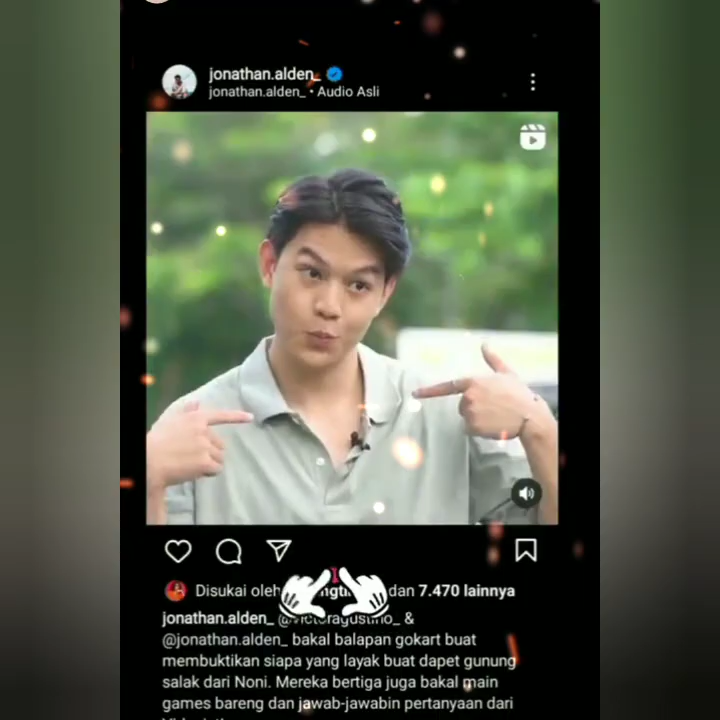 jonathan.alden_
jonathan.alden_ • Audio Asli
Disukai oleh dan 7.470 lainnya
jonathan.alden_ @victoragustino_ &
@jonathan.alden_ bakal balapan gokart buat
membuktikan siapa yang layak buat dapet gunung
salak dari Noni. Mereka bertiga juga bakal main
games bareng dan jawab-jawabin pertanyaan dari